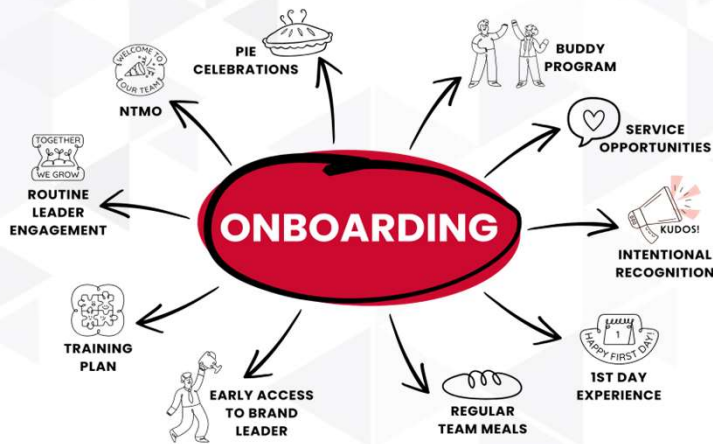 PIE
CELEBRATIONS
BUDDY
PROGRAM
WELCOME TO
OUR TEAM
NTMO
SERVICE
OPPORTUNITIES
TOGETHER
WE GROW
ROUTINE
LEADER
ENGAGEMENT
ONBOARDING
KUDOS!
INTENTIONAL
RECOGNITION
TRAINING
PLAN
1
HAPPY FIRST DAY!
1ST DAY
EXPERIENCE
EARLY ACCESS
TO BRAND
LEADER
REGULAR
TEAM MEALS